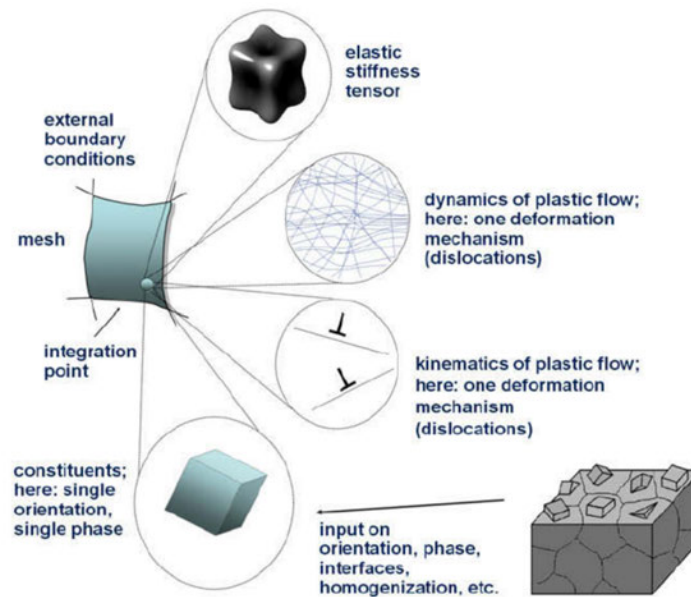 elastic
stiffness
tensor
external
boundary
conditions
dynamics of plastic flow;
here: one deformation
mechanism
(dislocations)
mesh
integration
point
kinematics of plastic flow;
here: one deformation
mechanism
(dislocations)
constituents;
here: single
orientation,
single phase
input on
orientation, phase,
interfaces,
homogenization, etc.